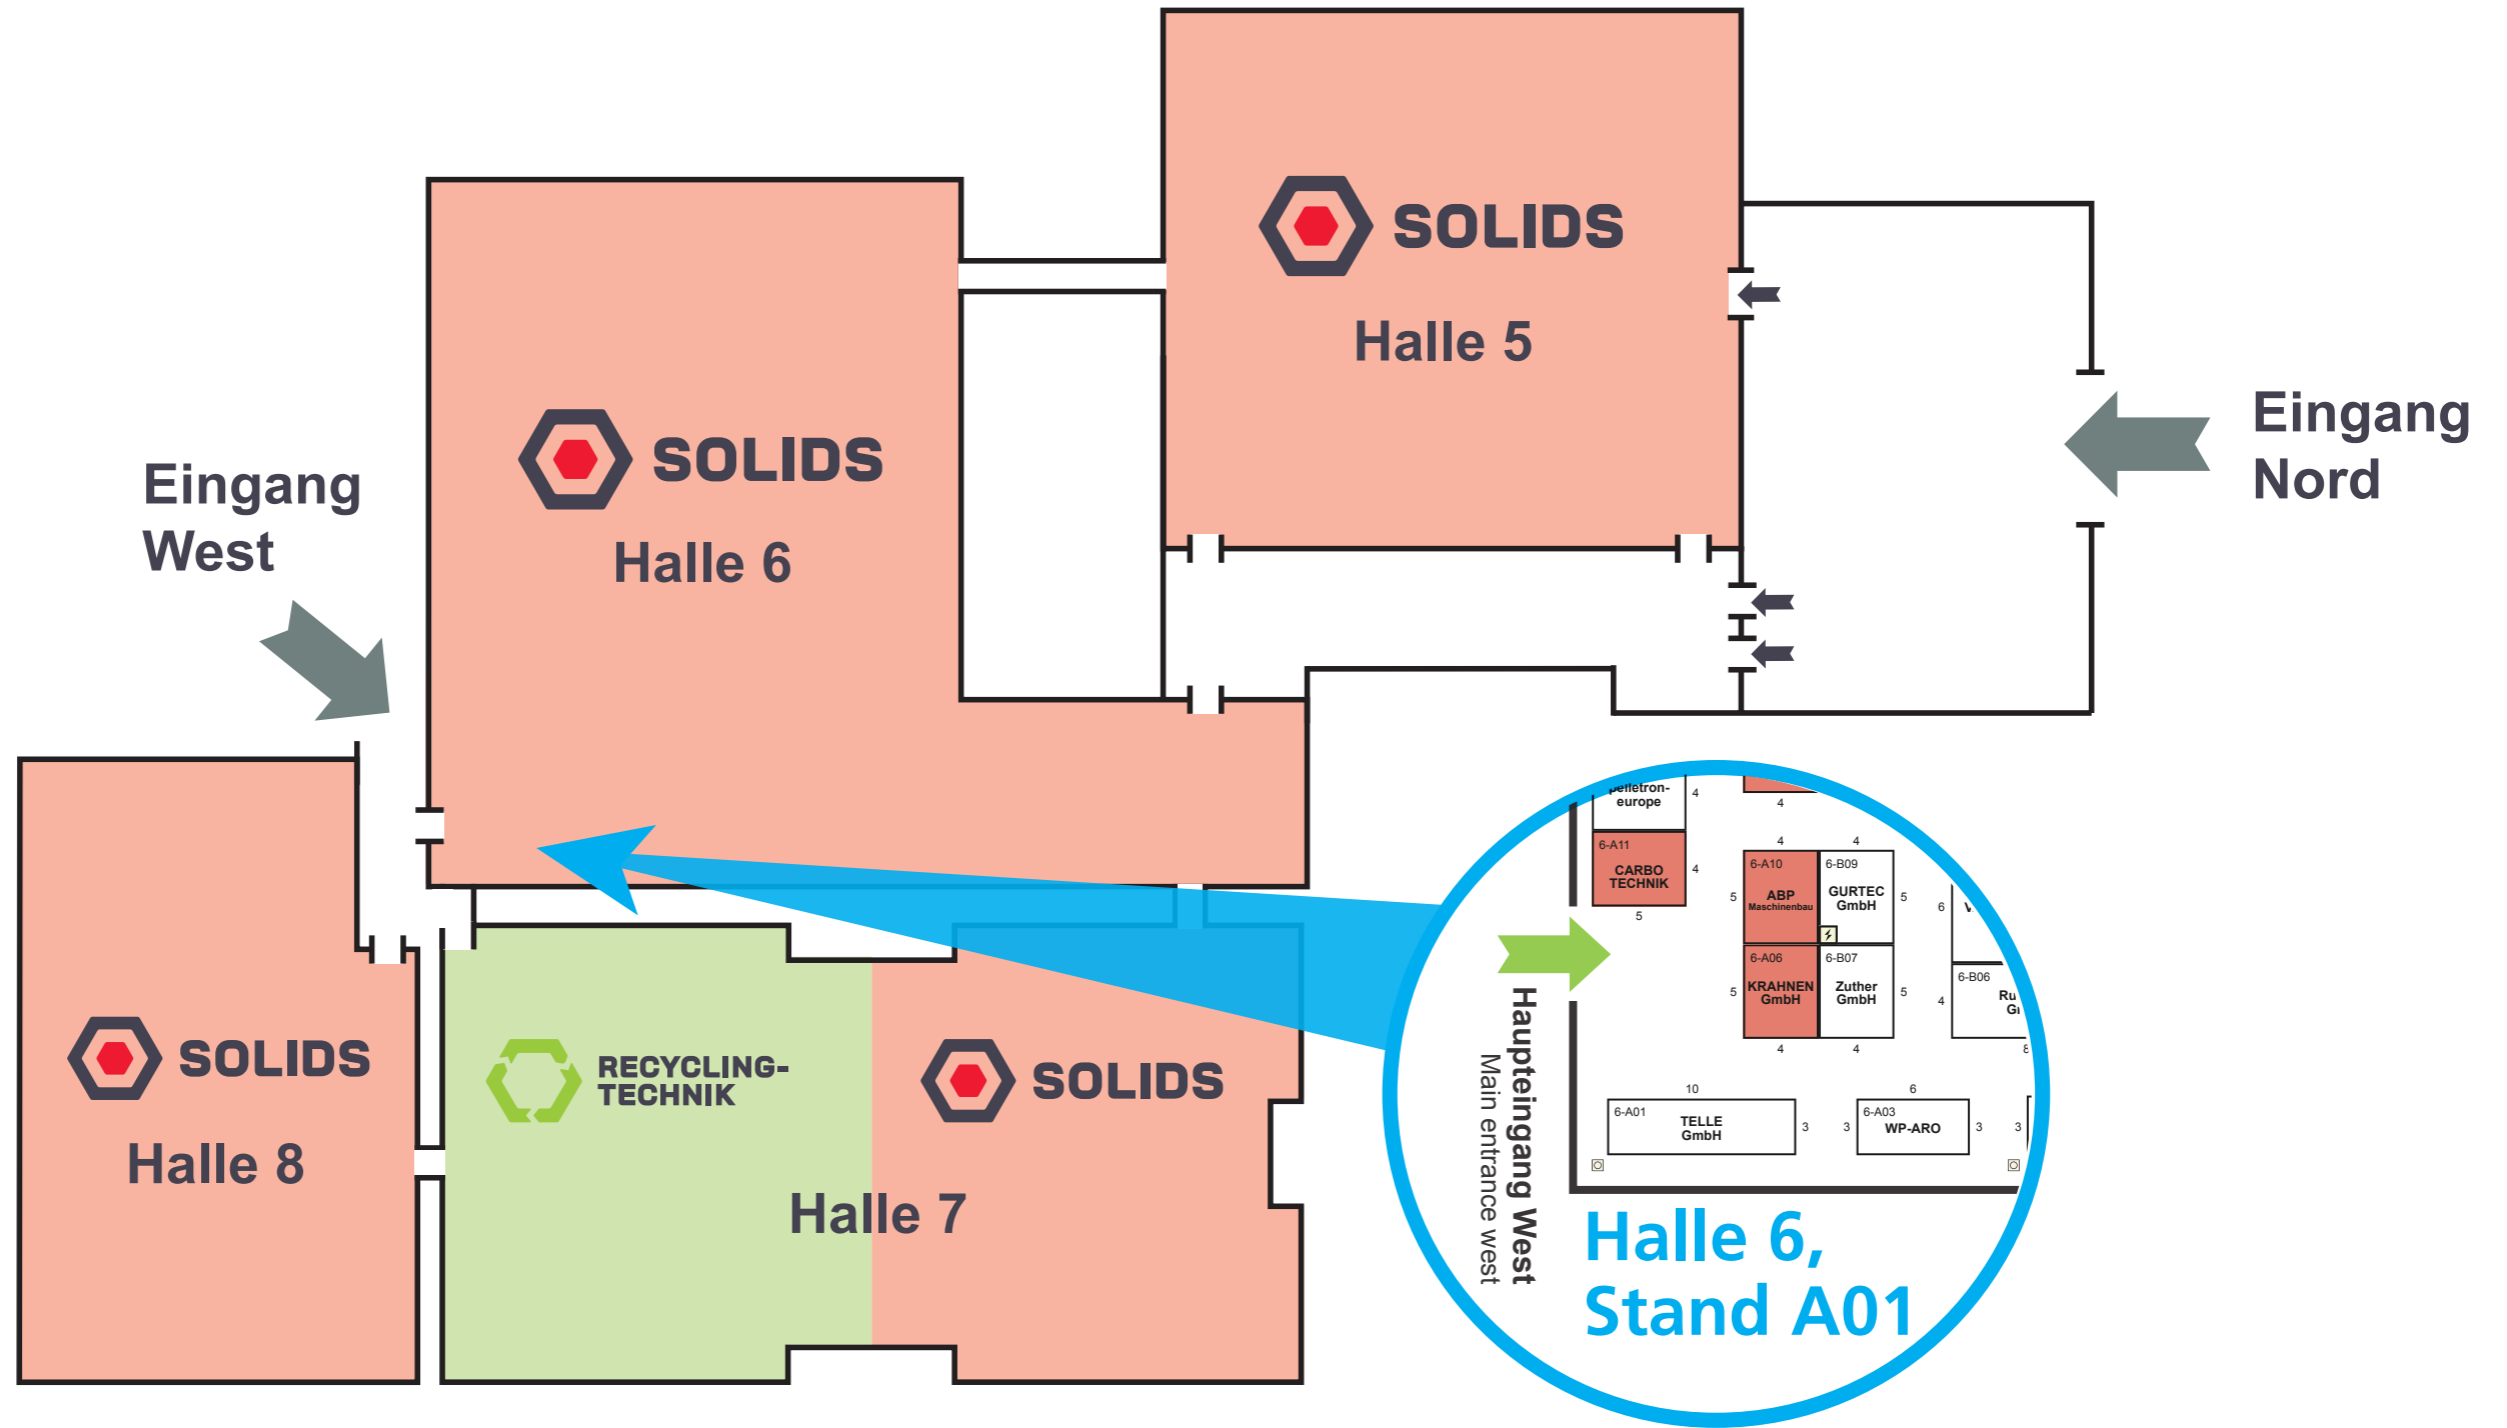 SOLIDS
Halle 5
SOLIDS
Halle 6
Eingang
West
Eingang
Nord
SOLIDS
Halle 8
RECYCLING-
TECHNIK
SOLIDS
Halle 7
pelletron-
europe
4
4
6-A11
CARBO
TECHNIK
4
5
4
4
6-A10
ABP
Maschinenbau
5
6-B09
GURTEC
GmbH
5
6
6-A06
KRAHNEN
GmbH
5
4
6-B07
Zuther
GmbH
5
4
6-B06
4
8
10
6-A01
TELLE
GmbH
3
6
3
6-A03
WP-ARO
3
3
Haupteingang West
Main entrance west
Halle 6,
Stand A01